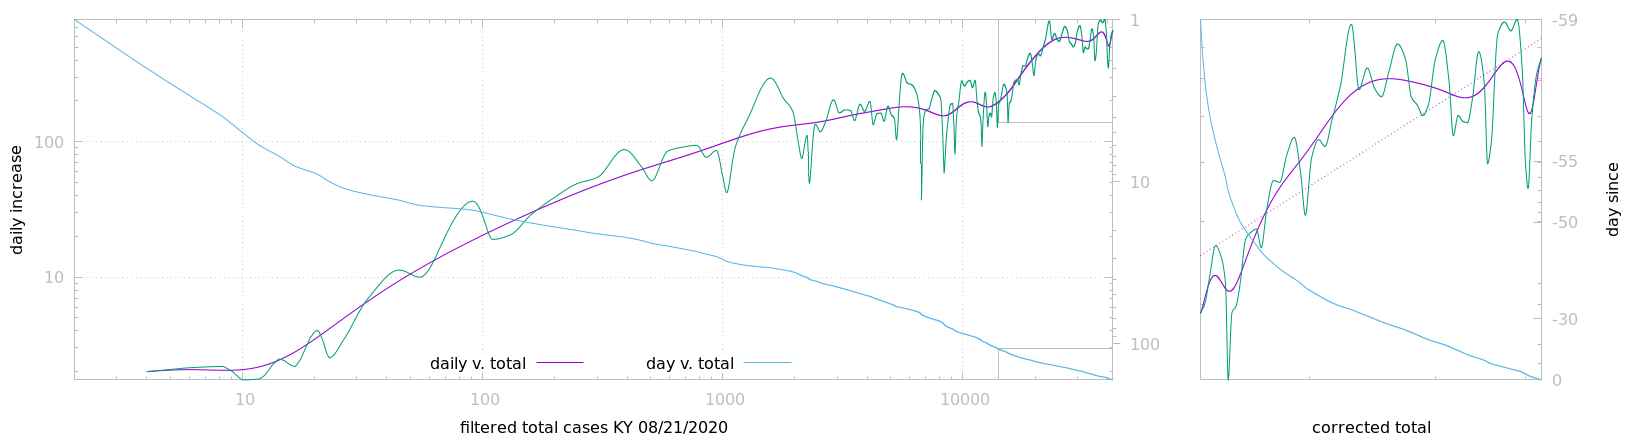 1
-59
100
daily increase
10
-55
day since
-50
10
-30
daily v. total
day v. total
100
0
10
100
1000
10000
filtered total cases KY 08/21/2020
corrected total